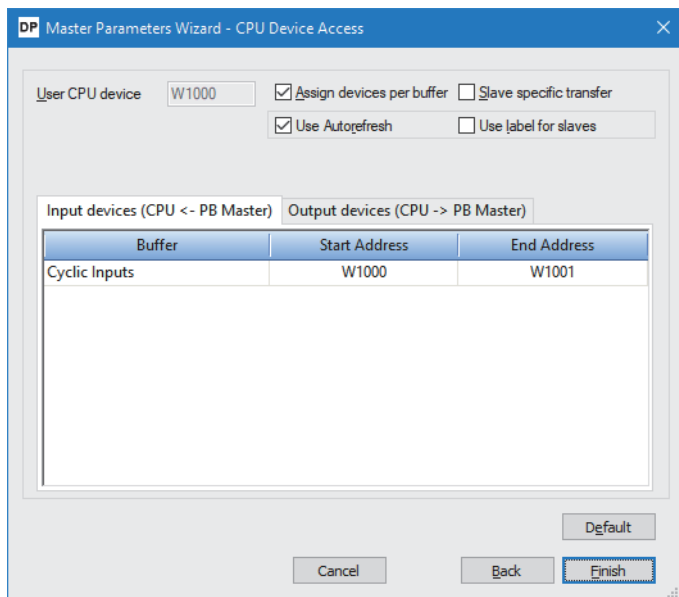 DP Master Parameters Wizard - CPU Device Access
User CPU device W1000 Assign devices per buffer Slave specific transfer
Use Autorefresh Use label for slaves
Input devices (CPU <- PB Master) Output devices (CPU -> PB Master)
Buffer Start Address End Address
Cyclic Inputs W1000 W1001
Default
Cancel Back Finish